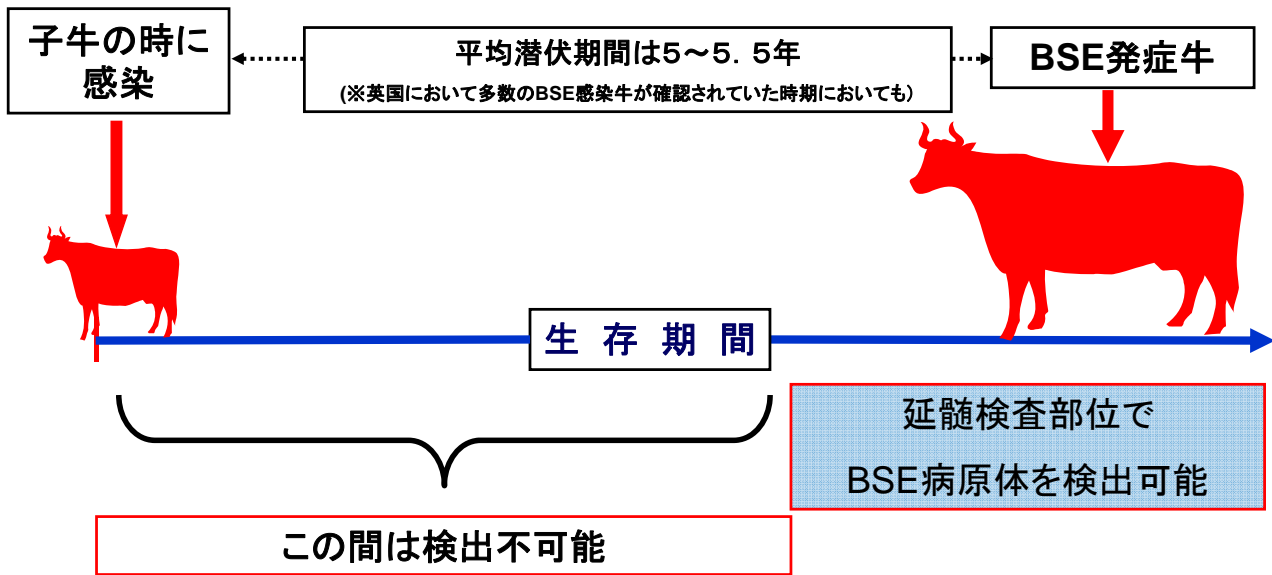 子牛の時に
感染
平均潜伏期間は５～５．５年
(※英国において多数のBSE感染牛が確認されていた時期においても)
BSE発症牛
生 存 期 間
延髄検査部位で
BSE病原体を検出可能
この間は検出不可能